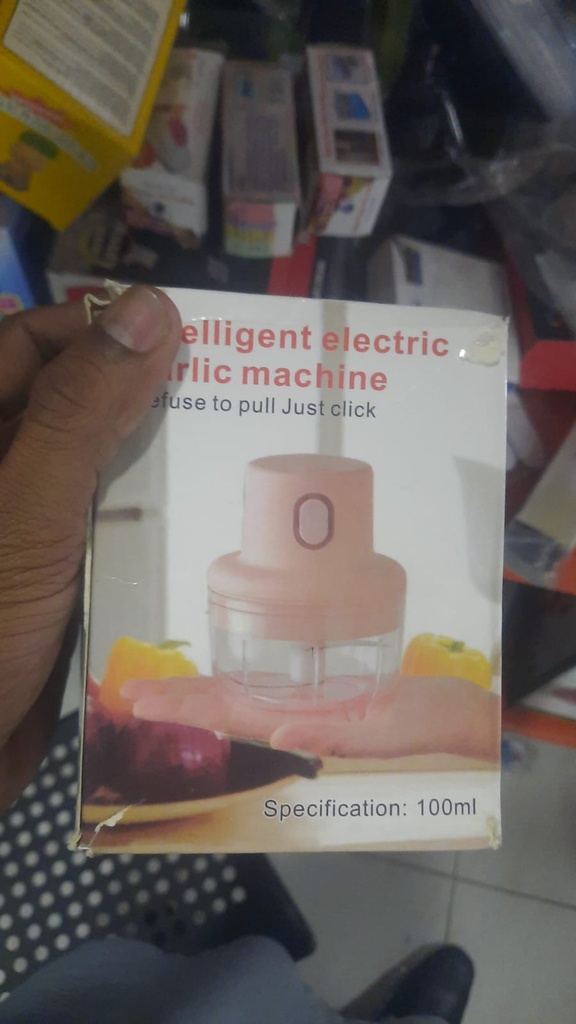 elligent electric
rlic machine
efuse to pull Just click
Specification: 100ml